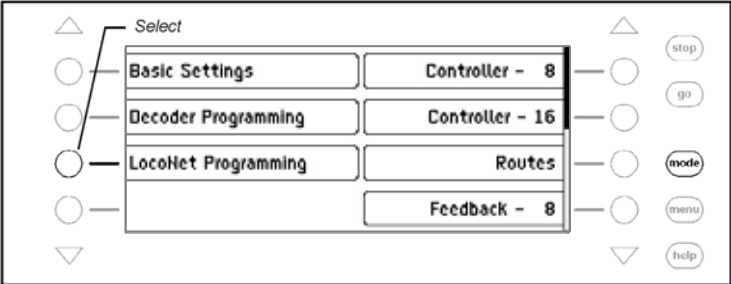 Select
stop
Basic Settings
Controller - 8
go
Decoder Programming
Controller - 16
LocoNet Programming
Routes
mode
Feedback - 8
menu
help